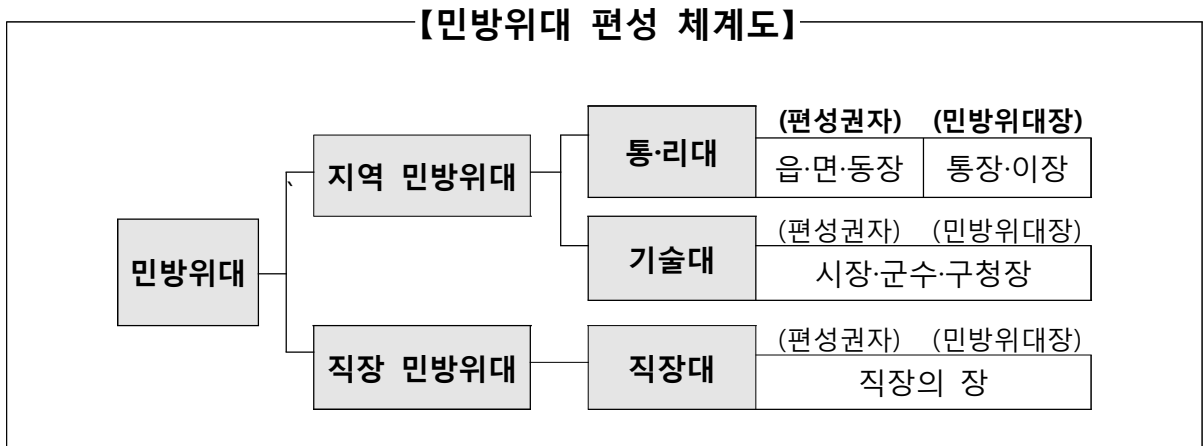 【민방위대 편성 체계도】
(편성권자) (민방위대장)
통·리대
읍·면·동장 통장·이장
지역 민방위대
(편성권자) (민방위대장)
기술대
시장·군수·구청장
민방위대
(편성권자) (민방위대장)
직장 민방위대
직장대
직장의 장